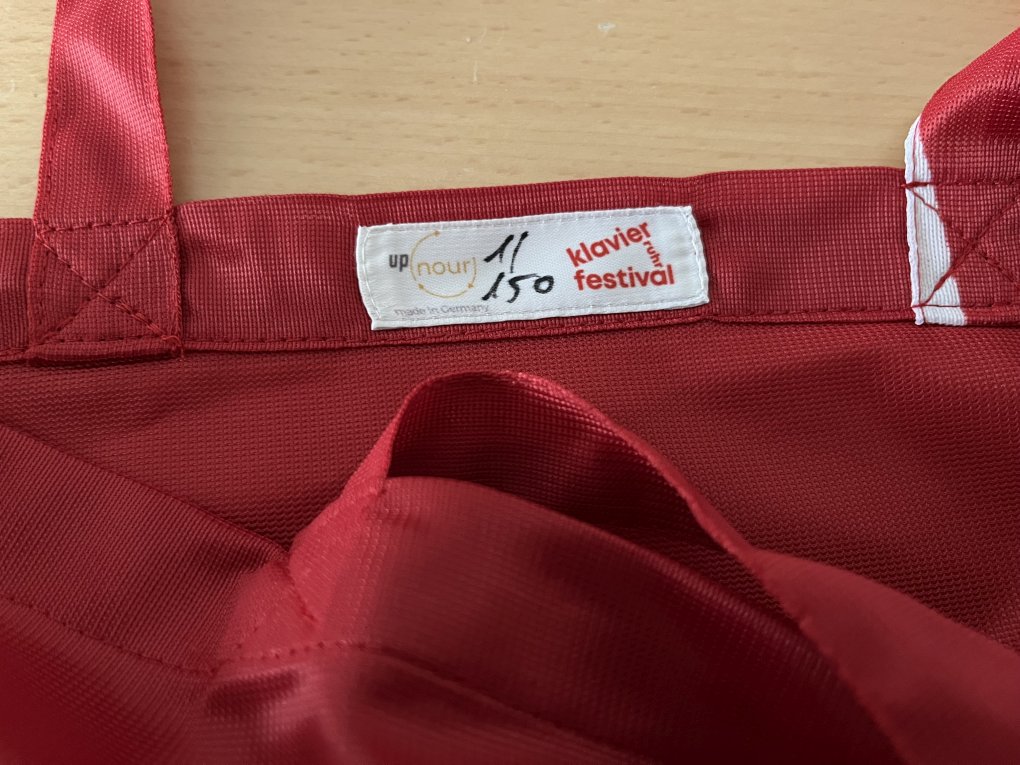 up nour
1/
150
made in Germany
klavier
ruhr
festival